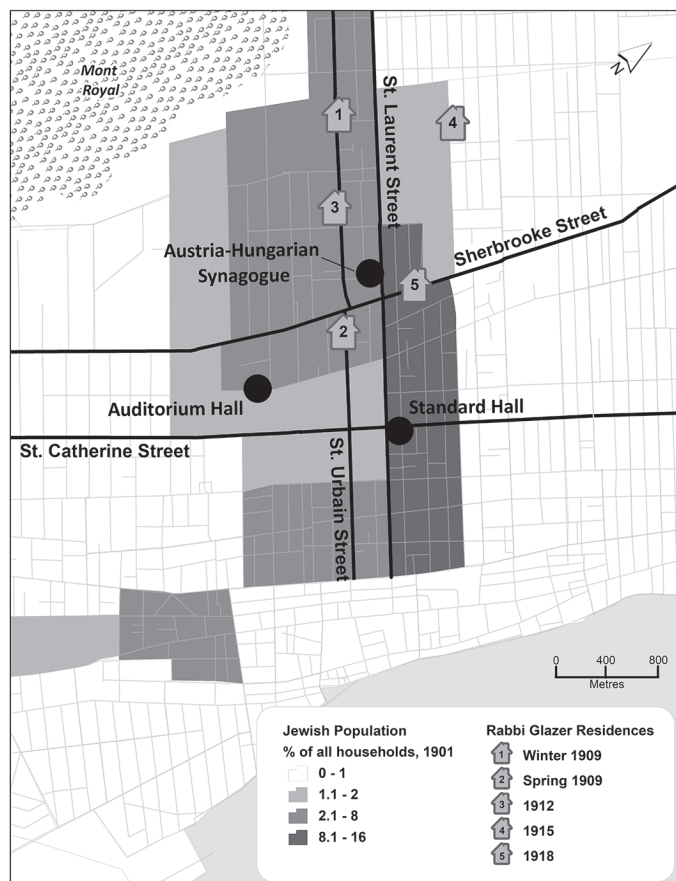 Mont
Royal
N
1
4
St. Laurent Street
3
Sherbrooke Street
Austria-Hungarian
Synagogue
5
2
Auditorium Hall
Standard Hall
St. Catherine Street
St. Urbain Street
0 400 800
Metres
Jewish Population
% of all households, 1901
0 - 1
1.1 - 2
2.1 - 8
8.1 - 16
Rabbi Glazer Residences
1 Winter 1909
2 Spring 1909
3 1912
4 1915
5 1918